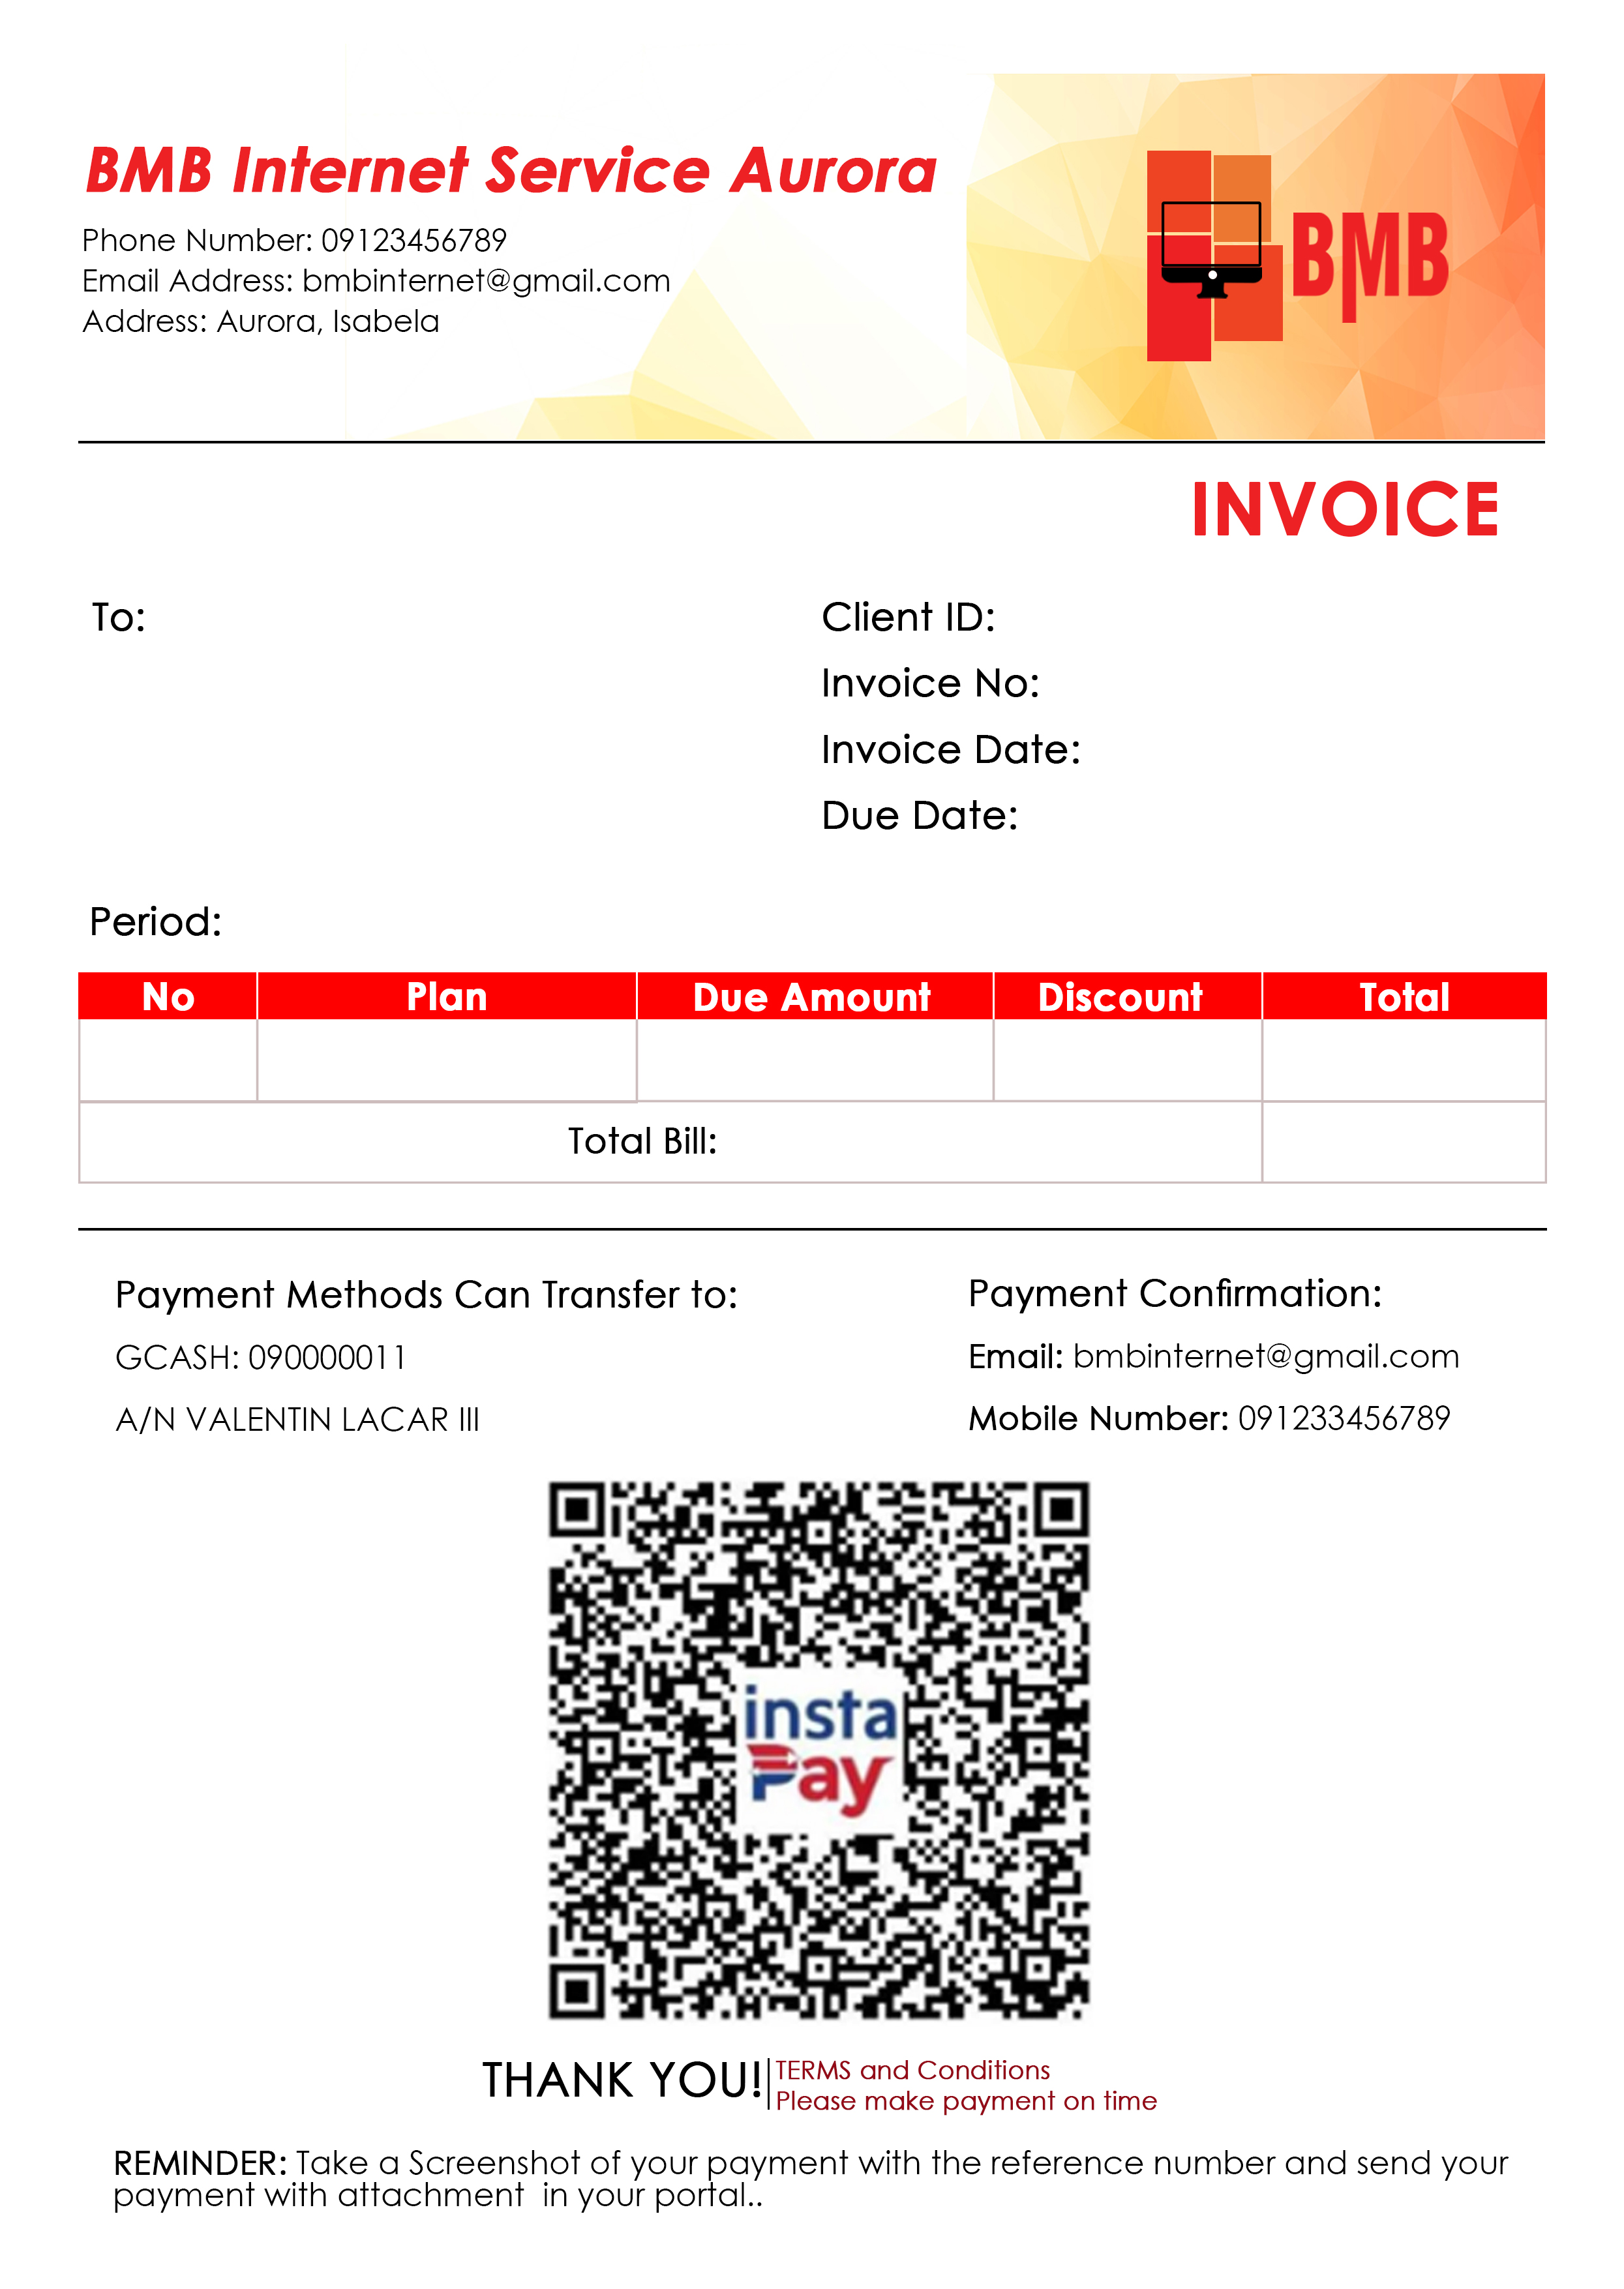 BMB Internet Service Aurora
Phone Number: 09123456789
Email Address: bmbinternet@gmail.com
Address: Aurora, Isabela
BMB
INVOICE
To:
Client ID:
Invoice No:
Invoice Date:
Due Date:
Period:
No Plan Due Amount Discount Total
Total Bill:
Payment Methods Can Transfer to:
GCASH: 090000011
A/N VALENTIN LACAR III
Payment Confirmation:
Email: bmbinternet@gmail.com
Mobile Number: 091233456789
insta
Pay
THANK YOU!
TERMS and Conditions
Please make payment on time
REMINDER: Take a Screenshot of your payment with the reference number and send your
payment with attachment in your portal..